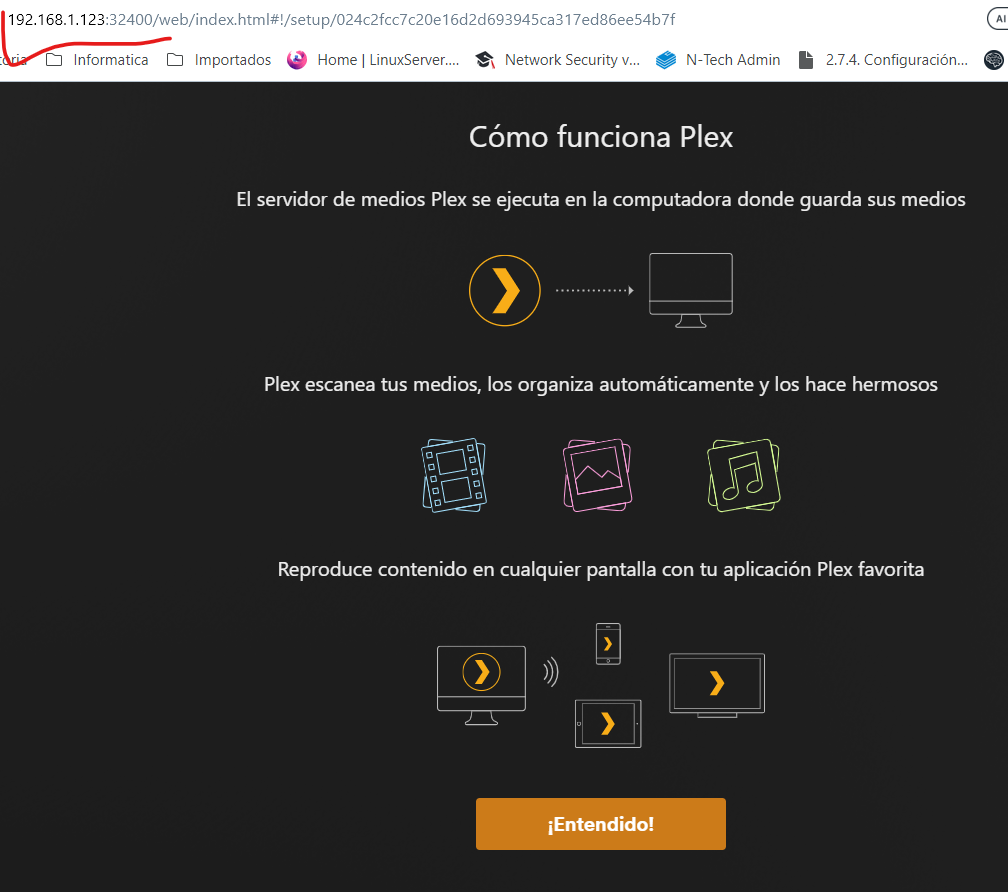 192.168.1.123:32400/web/index.html#!/setup/024c2fcc7c20e16d2d693945ca317ed86ee54b7f
AI
Informatica Importados Home | LinuxServer.... Network Security v... N-Tech Admin 2.7.4. Configuración...
Cómo funciona Plex
El servidor de medios Plex se ejecuta en la computadora donde guarda sus medios
Plex escanea tus medios, los organiza automáticamente y los hace hermosos
Reproduce contenido en cualquier pantalla con tu aplicación Plex favorita
¡Entendido!